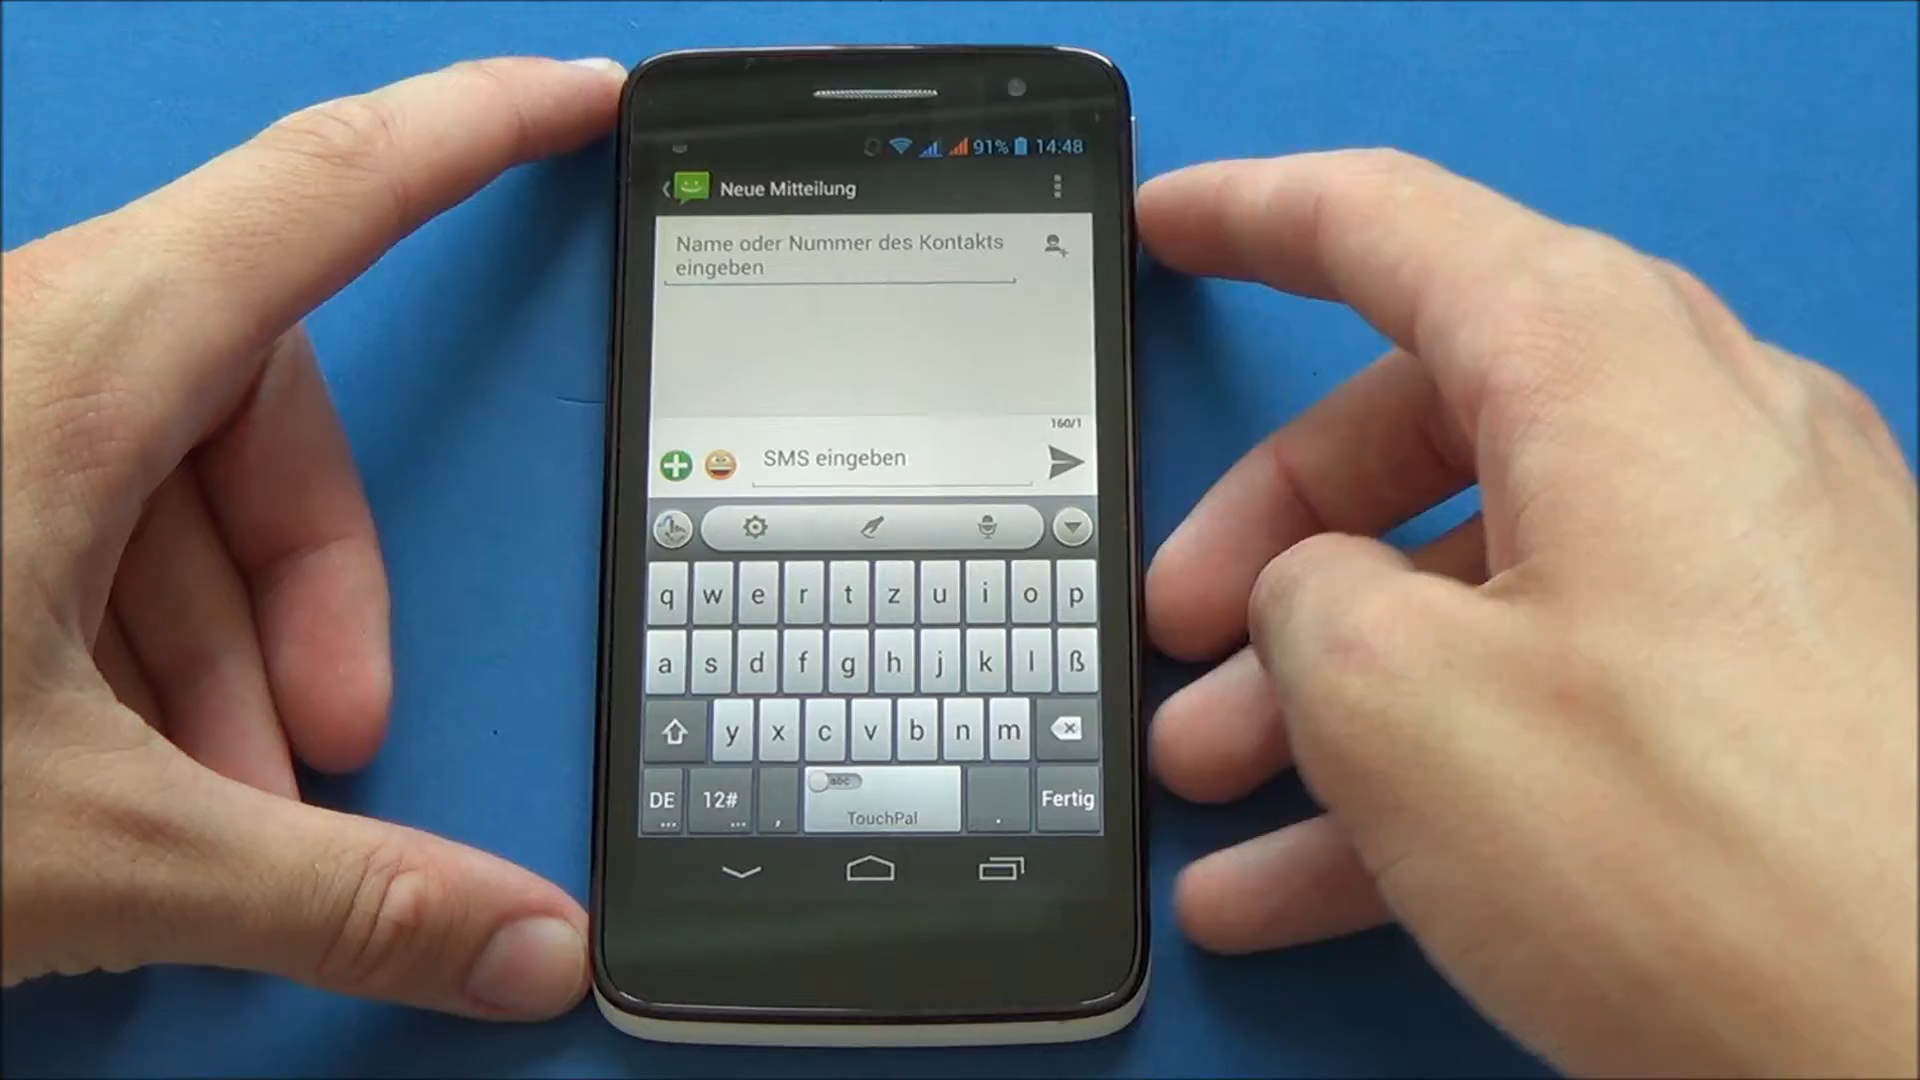 91% 14:48
Neue Mitteilung
Name oder Nummer des Kontakts
eingeben
160/1
SMS eingeben
q w e r t z u i o p
a s d f g h j k l ß
y x c v b n m
DE ... 12# ... , abc TouchPal . Fertig